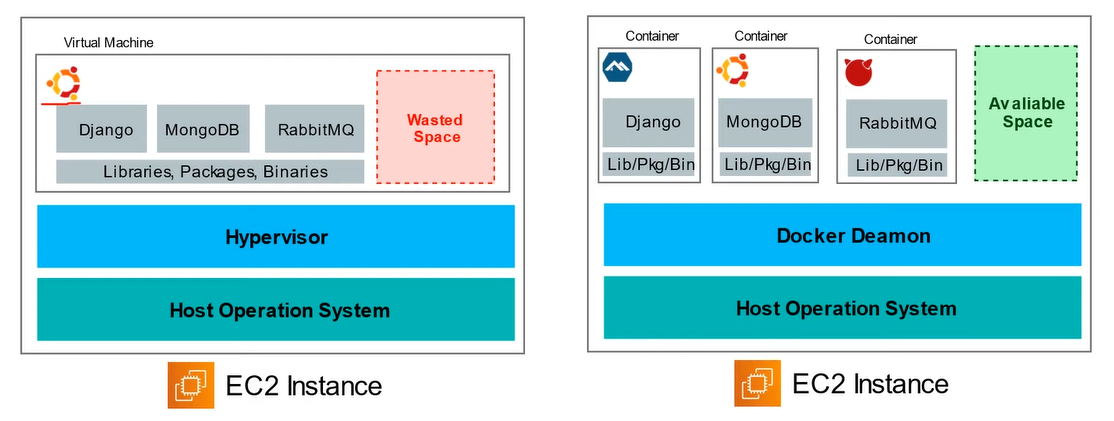 Virtual Machine
Django
MongoDB
RabbitMQ
Wasted
Space
Libraries, Packages, Binaries
Hypervisor
Host Operation System
EC2 Instance
Container
Container
Container
Django
MongoDB
RabbitMQ
Lib/Pkg/Bin
Lib/Pkg/Bin
Lib/Pkg/Bin
Avaliable
Space
Docker Deamon
Host Operation System
EC2 Instance